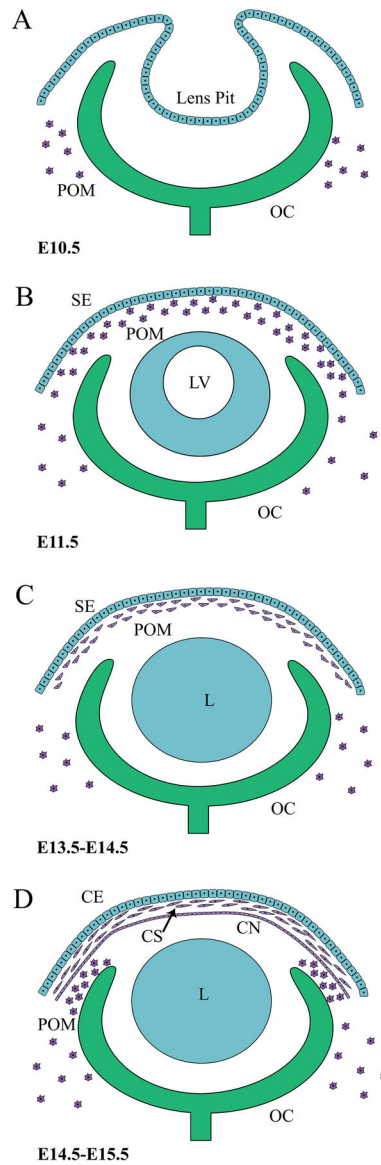 A
Lens Pit
POM
OC
E10.5
B
SE
POM
LV
OC
E11.5
C
SE
POM
L
OC
E13.5-E14.5
D
CE
CS
CN
L
POM
OC
E14.5-E15.5